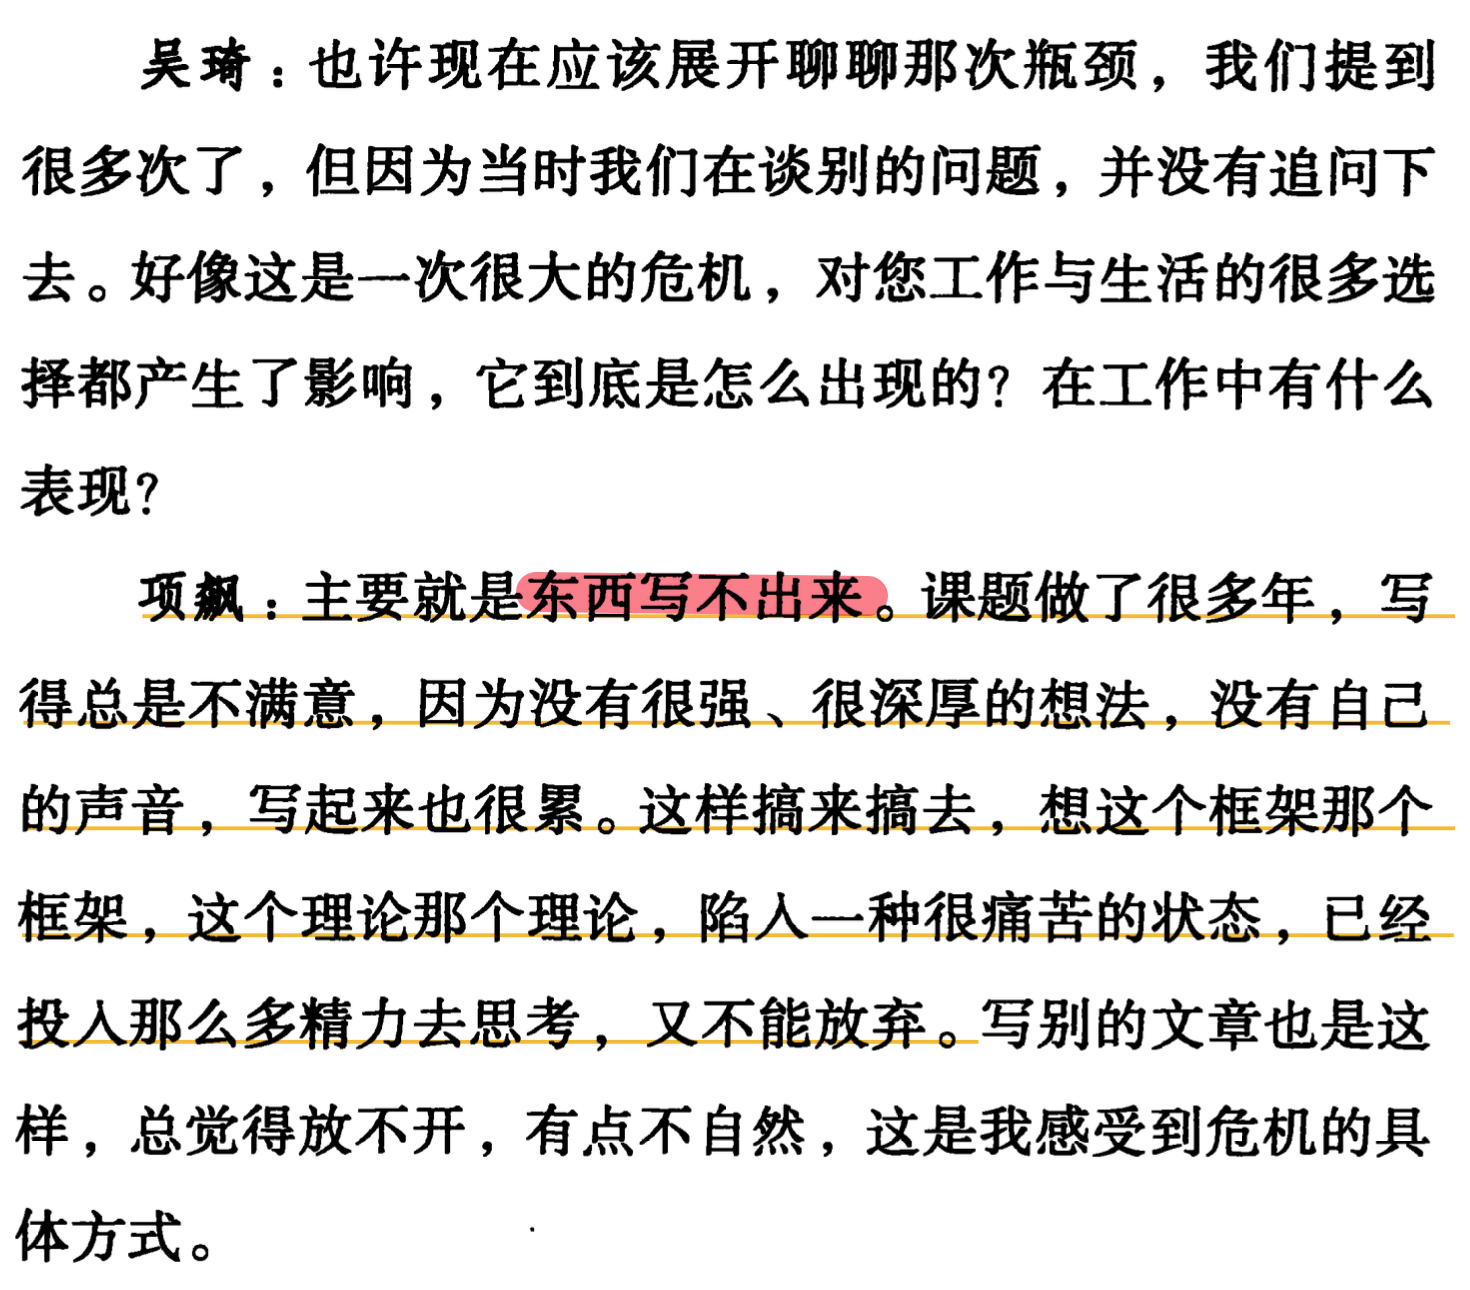 吴琦：也许现在应该展开聊聊那次瓶颈，我们提到
很多次了，但因为当时我们在谈别的问题，并没有追问下
去。好像这是一次很大的危机，对您工作与生活的很多选
择都产生了影响，它到底是怎么出现的？在工作中有什么
表现？
项飙：主要就是东西写不出来。课题做了很多年，写
得总是不满意，因为没有很强、很深厚的想法，没有自己
的声音，写起来也很累。这样搞来搞去，想这个框架那个
框架，这个理论那个理论，陷入一种很痛苦的状态，已经
投入那么多精力去思考，又不能放弃。写别的文章也是这
样，总觉得放不开，有点不自然，这是我感受到危机的具
体方式。